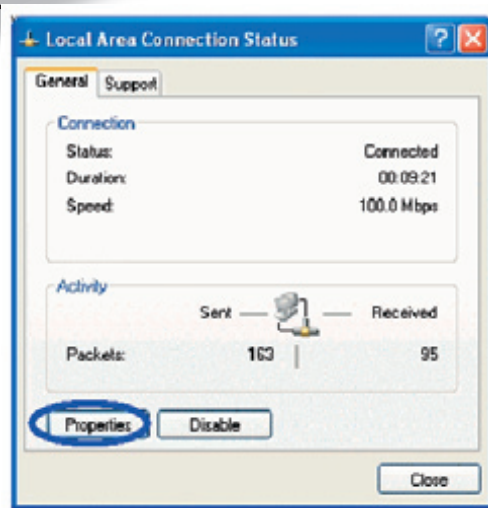 Local Area Connection Status
General Support
Connection
Status: Connected
Duration: 00:09:21
Speed: 100.0 Mbps
Activity
Sent Received
Packets: 163 95
Properties Disable
Close